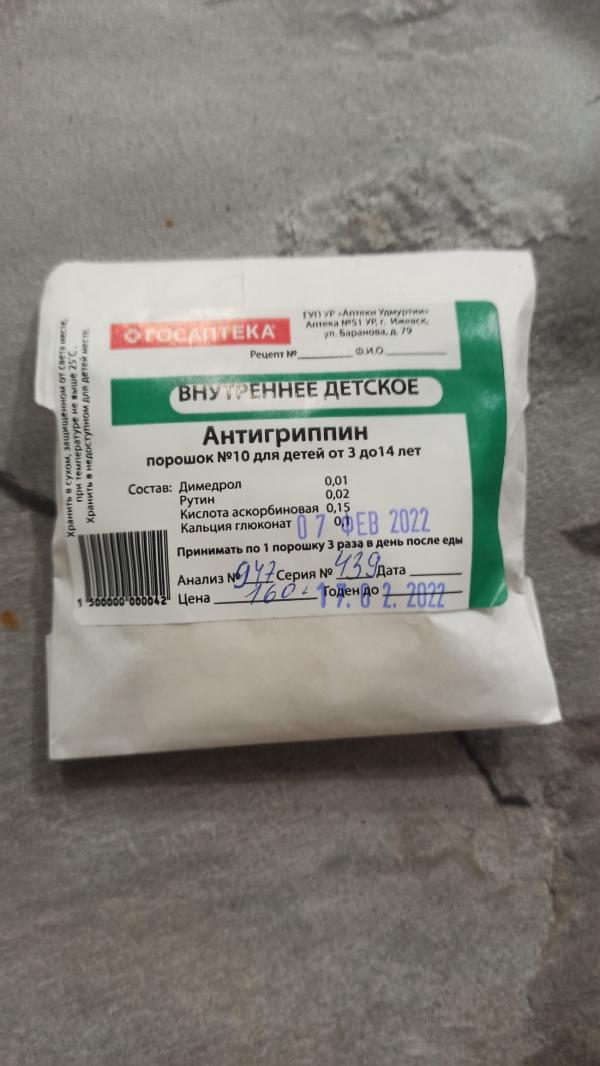 Хранить в сухом, защищенном от света месте,
при температуре не выше 25°С.
Хранить в недоступном для детей месте.
ГОСАПТЕКА
ГУП УР «Аптеки Удмуртии»
Аптека №51 УР, г. Ижевск,
ул. Баранова, д. 79
Рецепт № Ф.И.О.
ВНУТРЕННЕЕ ДЕТСКОЕ
Антигриппин
порошок №10 для детей от 3 до14 лет
Состав: Димедрол 0,01
Рутин 0,02
Кислота аскорбиновая 0,15
Кальция глюконат 0,1
07 ФЕВ 2022
Принимать по 1 порошку 3 раза в день после еды
Анализ № 947 Серия № 439 Дата
Цена 160 Годен до 17.02.2022
1 500000 000042